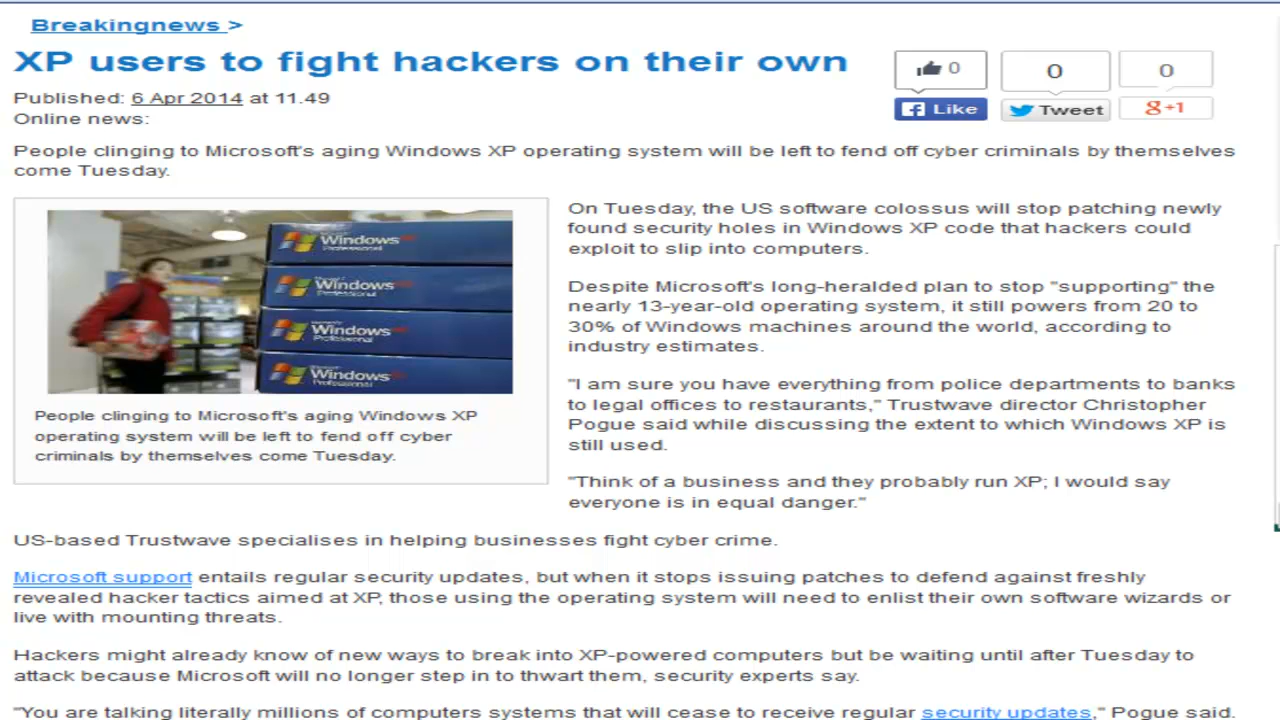 Breakingnews >
XP users to fight hackers on their own
Published: 6 Apr 2014 at 11.49
Online news:
0
0
0
Like
Tweet
g+1
People clinging to Microsoft's aging Windows XP operating system will be left to fend off cyber criminals by themselves
come Tuesday.
Windows xp
Professional
Windows xp
Professional
Windows xp
Professional
Windows xp
Professional
People clinging to Microsoft's aging Windows XP
operating system will be left to fend off cyber
criminals by themselves come Tuesday.
On Tuesday, the US software colossus will stop patching newly
found security holes in Windows XP code that hackers could
exploit to slip into computers.
Despite Microsoft's long-heralded plan to stop "supporting" the
nearly 13-year-old operating system, it still powers from 20 to
30% of Windows machines around the world, according to
industry estimates.
"I am sure you have everything from police departments to banks
to legal offices to restaurants," Trustwave director Christopher
Pogue said while discussing the extent to which Windows XP is
still used.
"Think of a business and they probably run XP; I would say
everyone is in equal danger."
US-based Trustwave specialises in helping businesses fight cyber crime.
Microsoft support entails regular security updates, but when it stops issuing patches to defend against freshly
revealed hacker tactics aimed at XP, those using the operating system will need to enlist their own software wizards or
live with mounting threats.
Hackers might already know of new ways to break into XP-powered computers but be waiting until after Tuesday to
attack because Microsoft will no longer step in to thwart them, security experts say.
"You are talking literally millions of computers systems that will cease to receive regular security updates," Pogue said.